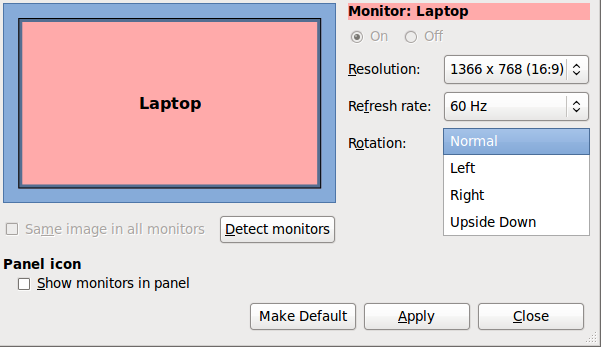 Laptop
Monitor: Laptop
On Off
Resolution: 1366 x 768 (16:9)
Refresh rate: 60 Hz
Rotation: Normal
Left
Right
Upside Down
Same image in all monitors Detect monitors
Panel icon
Show monitors in panel
Make Default Apply Close